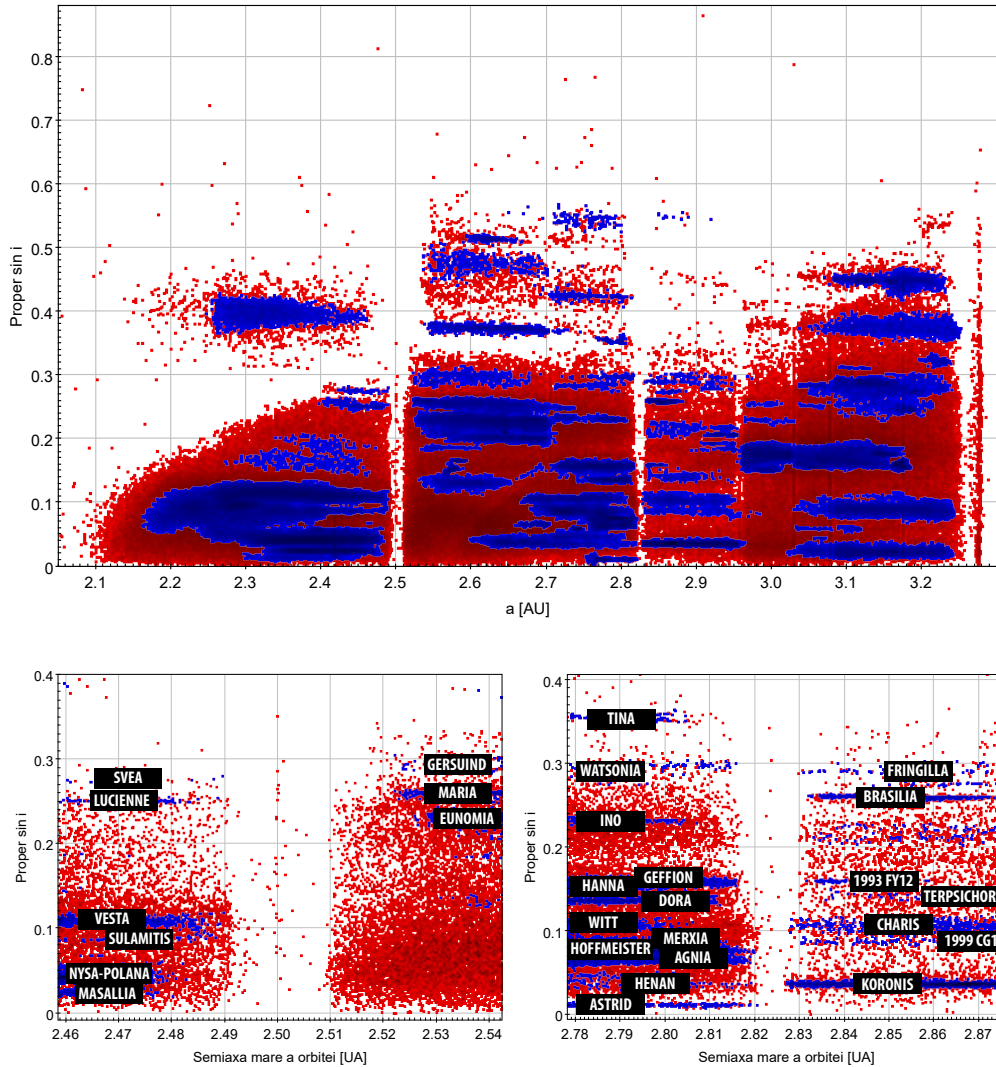 0.8
0.7
0.6
0.5
0.4
0.3
0.2
0.1
0
Proper sin i
2.1 2.2 2.3 2.4 2.5 2.6 2.7 2.8 2.9 3.0 3.1 3.2
a [AU]
0.4
0.3
0.2
0.1
0
Proper sin i
SVEA
LUCIENNE
VESTA
SULAMITIS
NYSA-POLANA
MASALLIA
GERSUIND
MARIA
EUNOMIA
2.46 2.47 2.48 2.49 2.50 2.51 2.52 2.53 2.54
Semiaxa mare a orbitei [UA]
0.4
0.3
0.2
0.1
0
Proper sin i
TINA
WATSONIA
INO
GEFFION
HANNA
DORA
WITT
MERXIA
HOFFMEISTER
AGNIA
HENAN
ASTRID
FRINGILLA
BRASILIA
1993 FY12
TERPSICHOR
CHARIS
1999 CG1
KORONIS
2.78 2.79 2.80 2.81 2.82 2.83 2.84 2.85 2.86 2.87
Semiaxa mare a orbitei [UA]